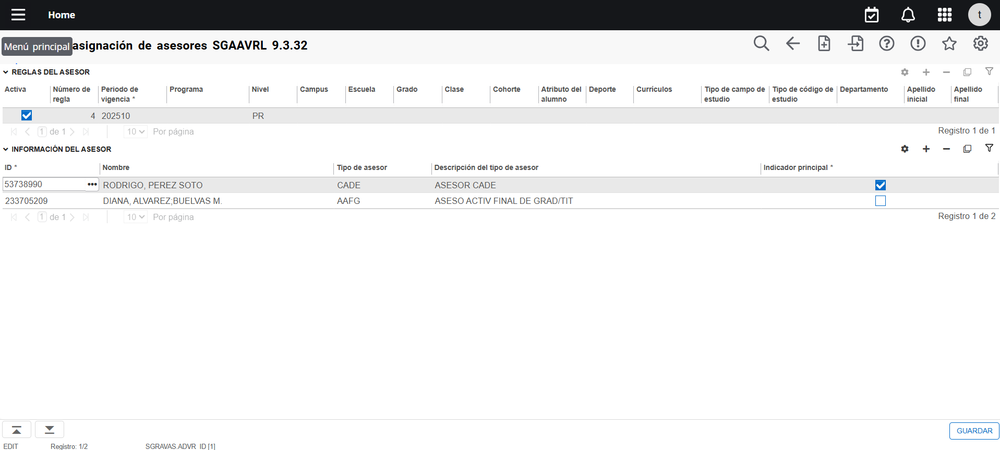 Home
t
Menú principal asignación de asesores SGAAVRL 9.3.32
REGLAS DEL ASESOR
Activa Número de regla Periodo de vigencia * Programa Nivel Campus Escuela Grado Clase Cohorte Atributo del alumno Deporte Currículos Tipo de campo de estudio Tipo de código de estudio Departamento Apellido inicial Apellido final
4 202510 PR
1 de 1 10 Por página Registro 1 de 1
INFORMACIÓN DEL ASESOR
ID * Nombre Tipo de asesor Descripción del tipo de asesor Indicador principal *
53738990 ••• RODRIGO, PEREZ SOTO CADE ASESOR CADE
233705209 DIANA, ALVAREZ;BUELVAS M. AAFG ASESO ACTIV FINAL DE GRAD/TIT
1 de 1 10 Por página Registro 1 de 2
GUARDAR
EDIT Registro: 1/2 SGRAVAS.ADVR_ID [1]